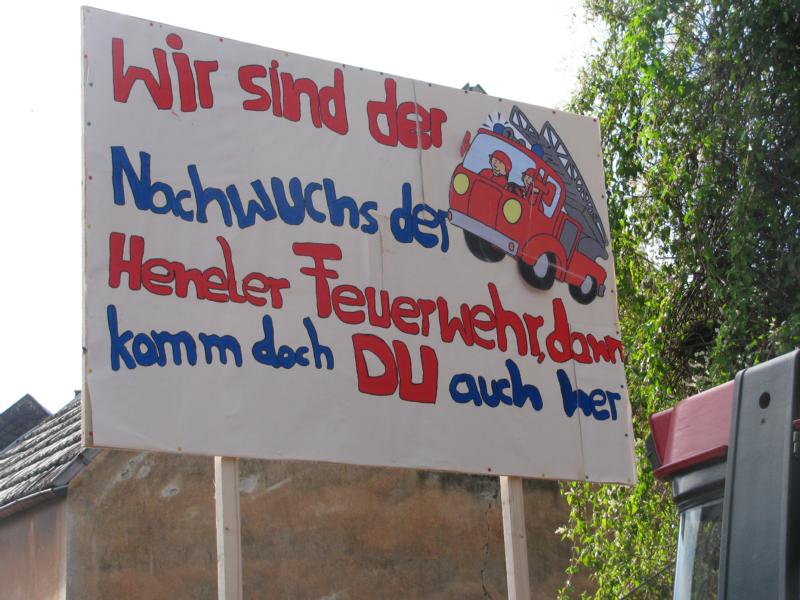 Wir sind der
Nachwuchs der
Heneler Feuerwehr, dann
komm doch DU auch her